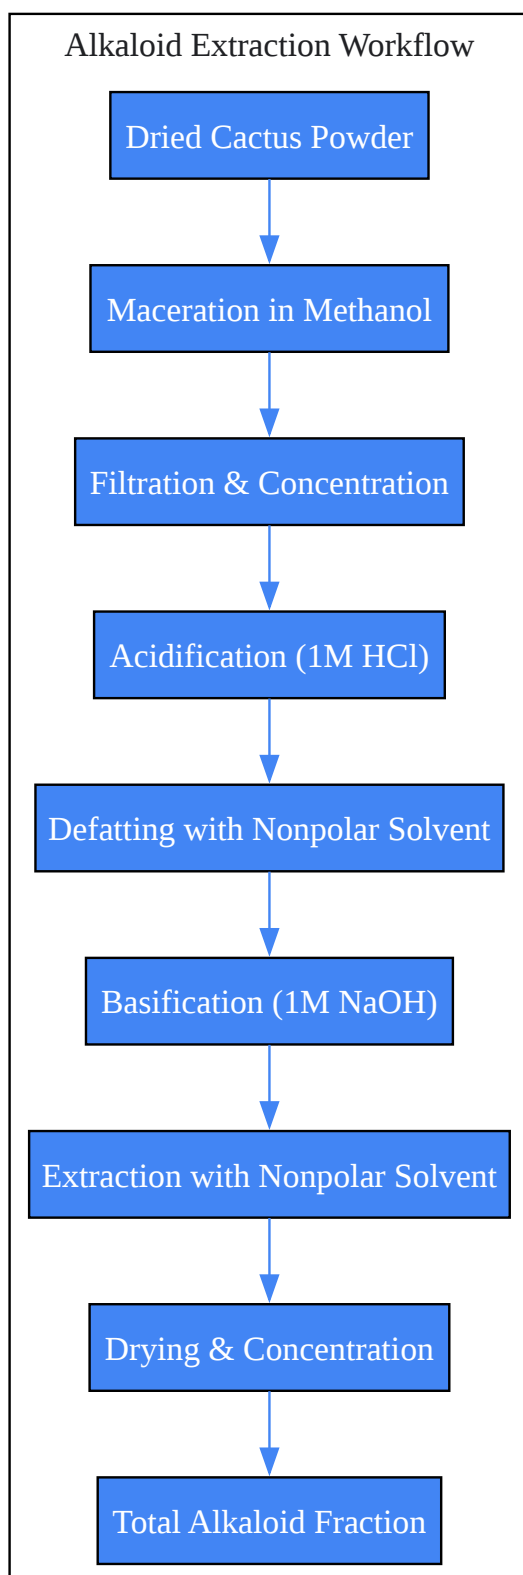 Alkaloid Extraction Workflow
Dried Cactus Powder
Maceration in Methanol
Filtration & Concentration
Acidification (1M HCl)
Defatting with Nonpolar Solvent
Basification (1M NaOH)
Extraction with Nonpolar Solvent
Drying & Concentration
Total Alkaloid Fraction